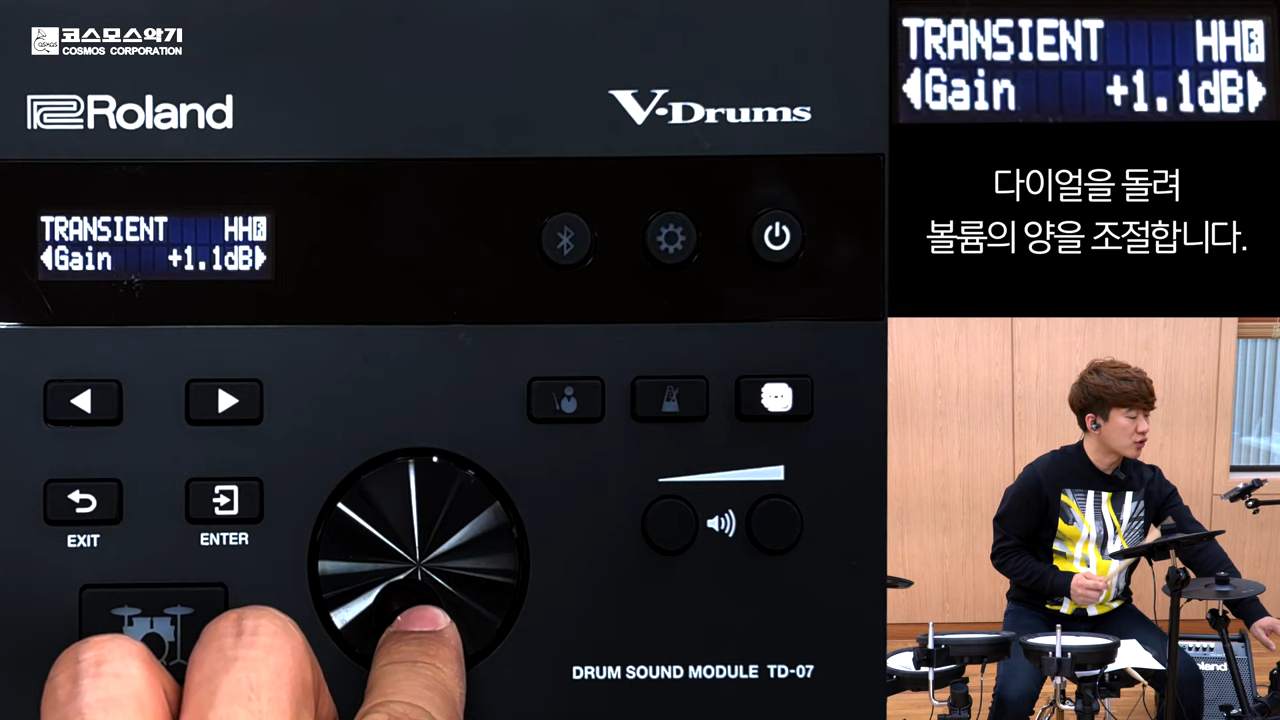 코스모스악기
COSMOS CORPORATION
Roland
V-Drums
TRANSIENT HH
Gain +1.1dB
EXIT
ENTER
DRUM SOUND MODULE TD-07
TRANSIENT HH
Gain +1.1dB
다이얼을 돌려
볼륨의 양을 조절합니다.